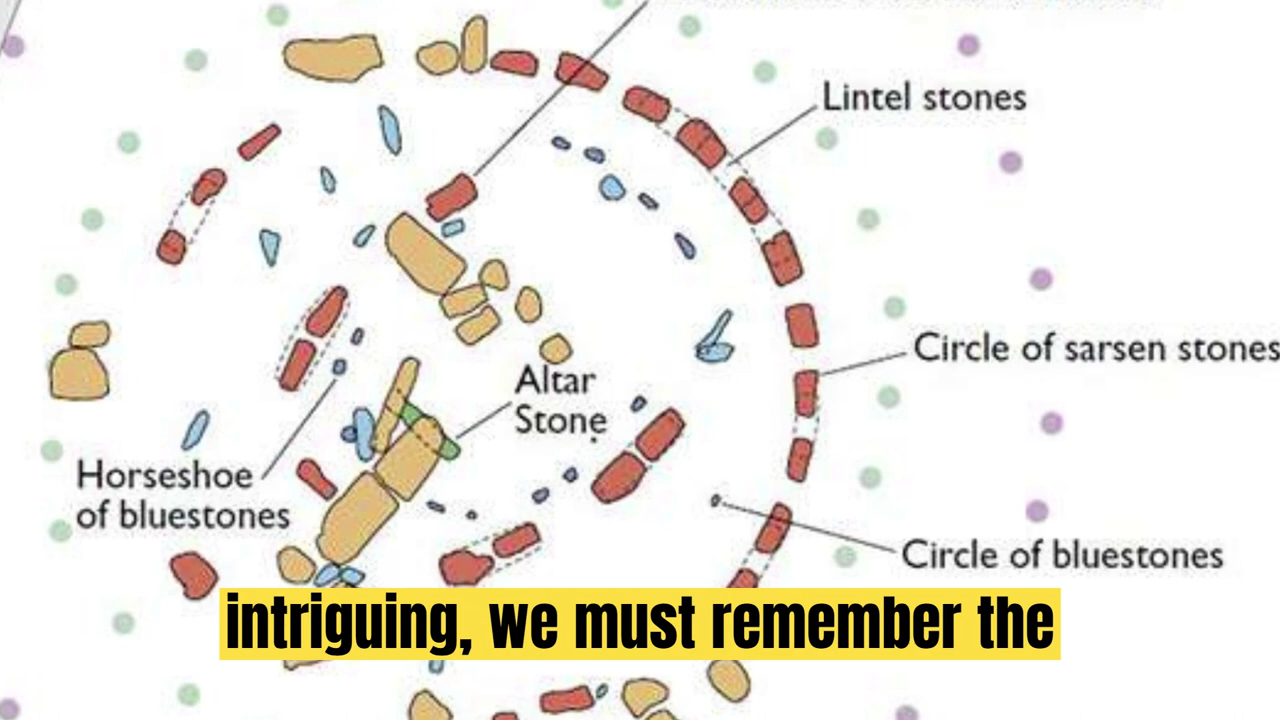 Lintel stones
Circle of sarsen stones
Altar
Stone
Horseshoe
of bluestones
Circle of bluestones
intriguing, we must remember the